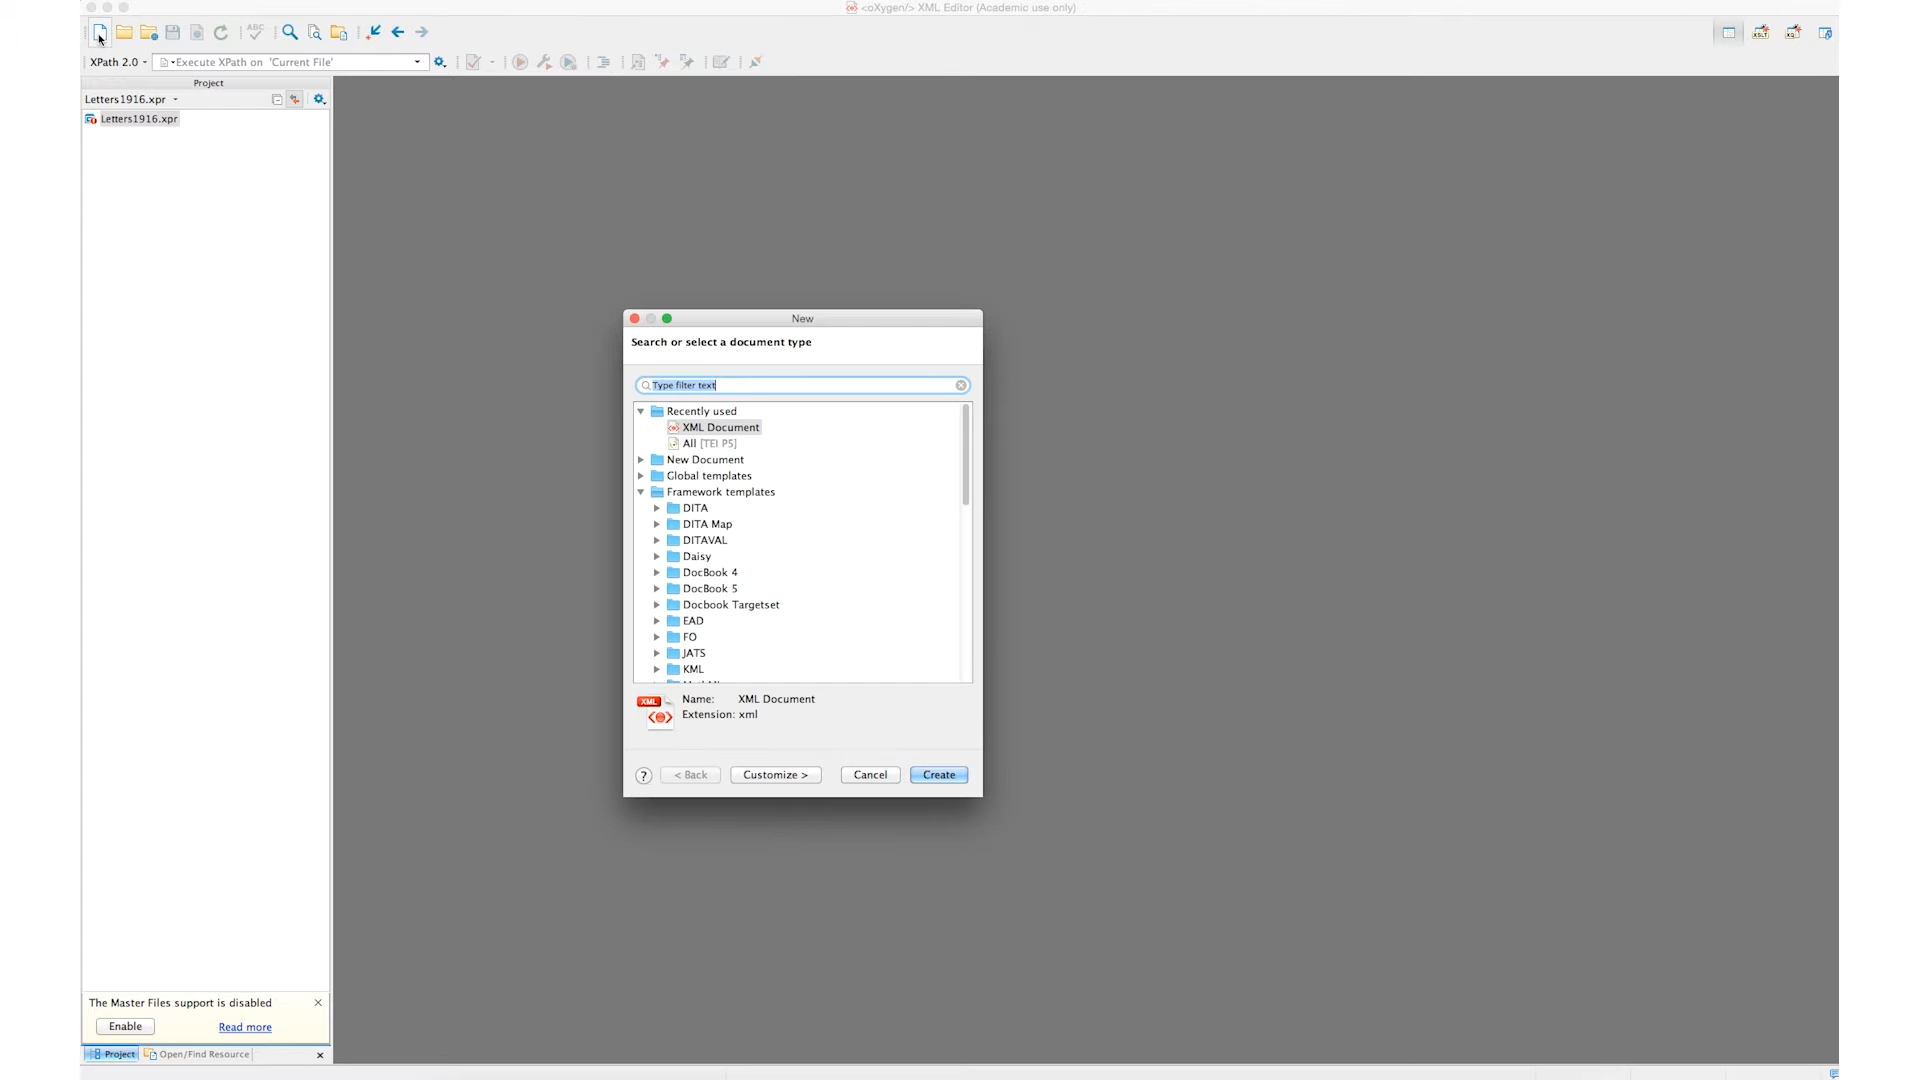 <oXygen/> XML Editor (Academic use only)
ABC
XSLT
XQ
XPath 2.0
Execute XPath on 'Current File'
Project
Letters1916.xpr
Letters1916.xpr
New
Search or select a document type
Type filter text
Recently used
XML Document
All [TEI P5]
New Document
Global templates
Framework templates
DITA
DITA Map
DITAVAL
Daisy
DocBook 4
DocBook 5
Docbook Targetset
EAD
FO
JATS
KML
XML
Name: XML Document
Extension: xml
? < Back Customize > Cancel Create
The Master Files support is disabled
Enable Read more
Project Open/Find Resource